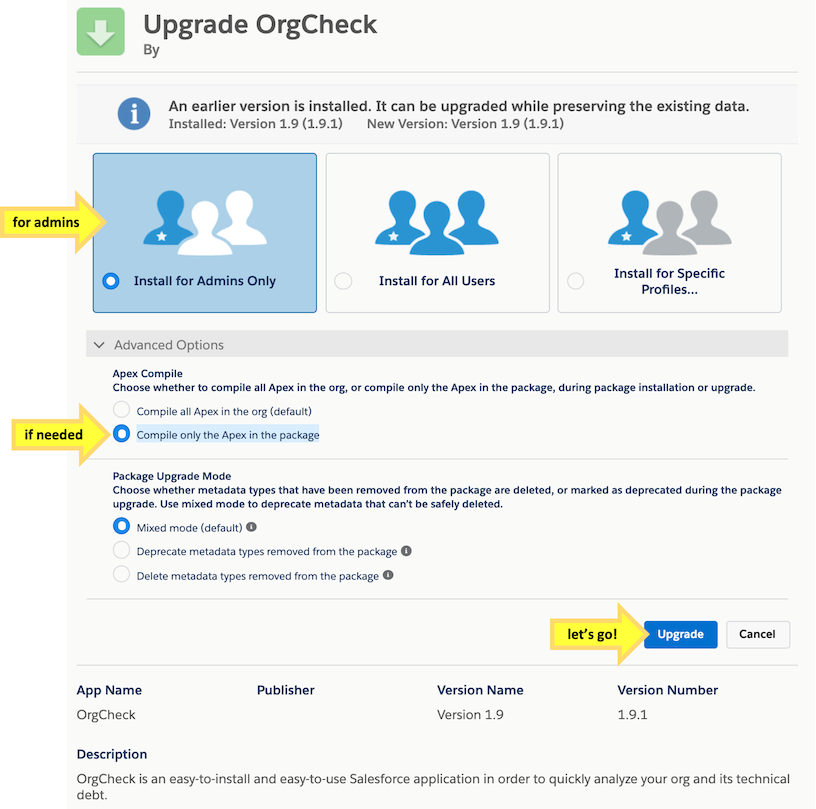 Upgrade OrgCheck
By
An earlier version is installed. It can be upgraded while preserving the existing data.
Installed: Version 1.9 (1.9.1) New Version: Version 1.9 (1.9.1)
for admins
Install for Admins Only
Install for All Users
Install for Specific
Profiles...
Advanced Options
Apex Compile
Choose whether to compile all Apex in the org, or compile only the Apex in the package, during package installation or upgrade.
Compile all Apex in the org (default)
if needed
Compile only the Apex in the package
Package Upgrade Mode
Choose whether metadata types that have been removed from the package are deleted, or marked as deprecated during the package
upgrade. Use mixed mode to deprecate metadata that can't be safely deleted.
Mixed mode (default)
Deprecate metadata types removed from the package
Delete metadata types removed from the package
let's go!
Upgrade
Cancel
App Name Publisher Version Name Version Number
OrgCheck Version 1.9 1.9.1
Description
OrgCheck is an easy-to-install and easy-to-use Salesforce application in order to quickly analyze your org and its technical
debt.